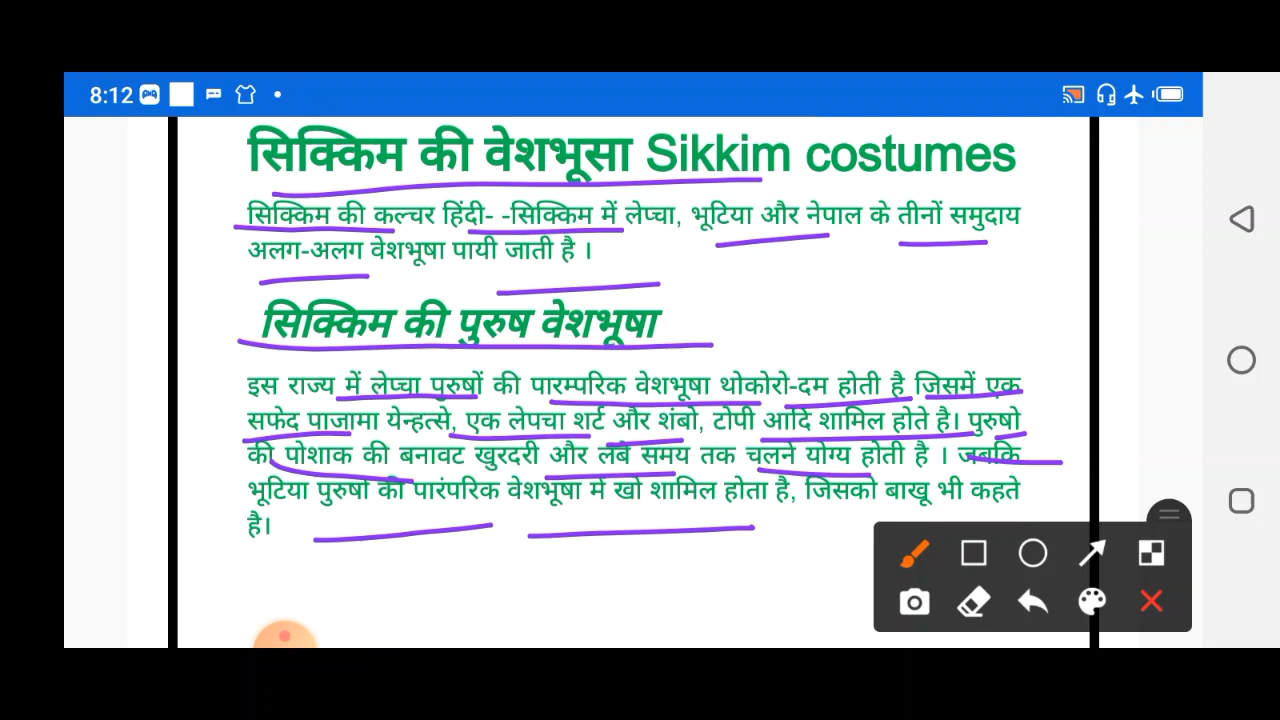 8:12
सिक्किम की वेशभूसा Sikkim costumes
सिक्किम की कल्चर हिंदी- -सिक्किम में लेप्चा, भूटिया और नेपाल के तीनों समुदाय
अलग-अलग वेशभूषा पायी जाती है ।
सिक्किम की पुरुष वेशभूषा
इस राज्य में लेप्चा पुरुषों की पारम्परिक वेशभूषा थोकोरो-दम होती है जिसमें एक
सफेद पाजामा येन्हत्से, एक लेपचा शर्ट और शंबो, टोपी आदि शामिल होते है। पुरुषो
की पोशाक की बनावट खुरदरी और लंबे समय तक चलने योग्य होती है । जबकि
भूटिया पुरुषों की पारंपरिक वेशभूषा में खो शामिल होता है, जिसको बाखू भी कहते
है।